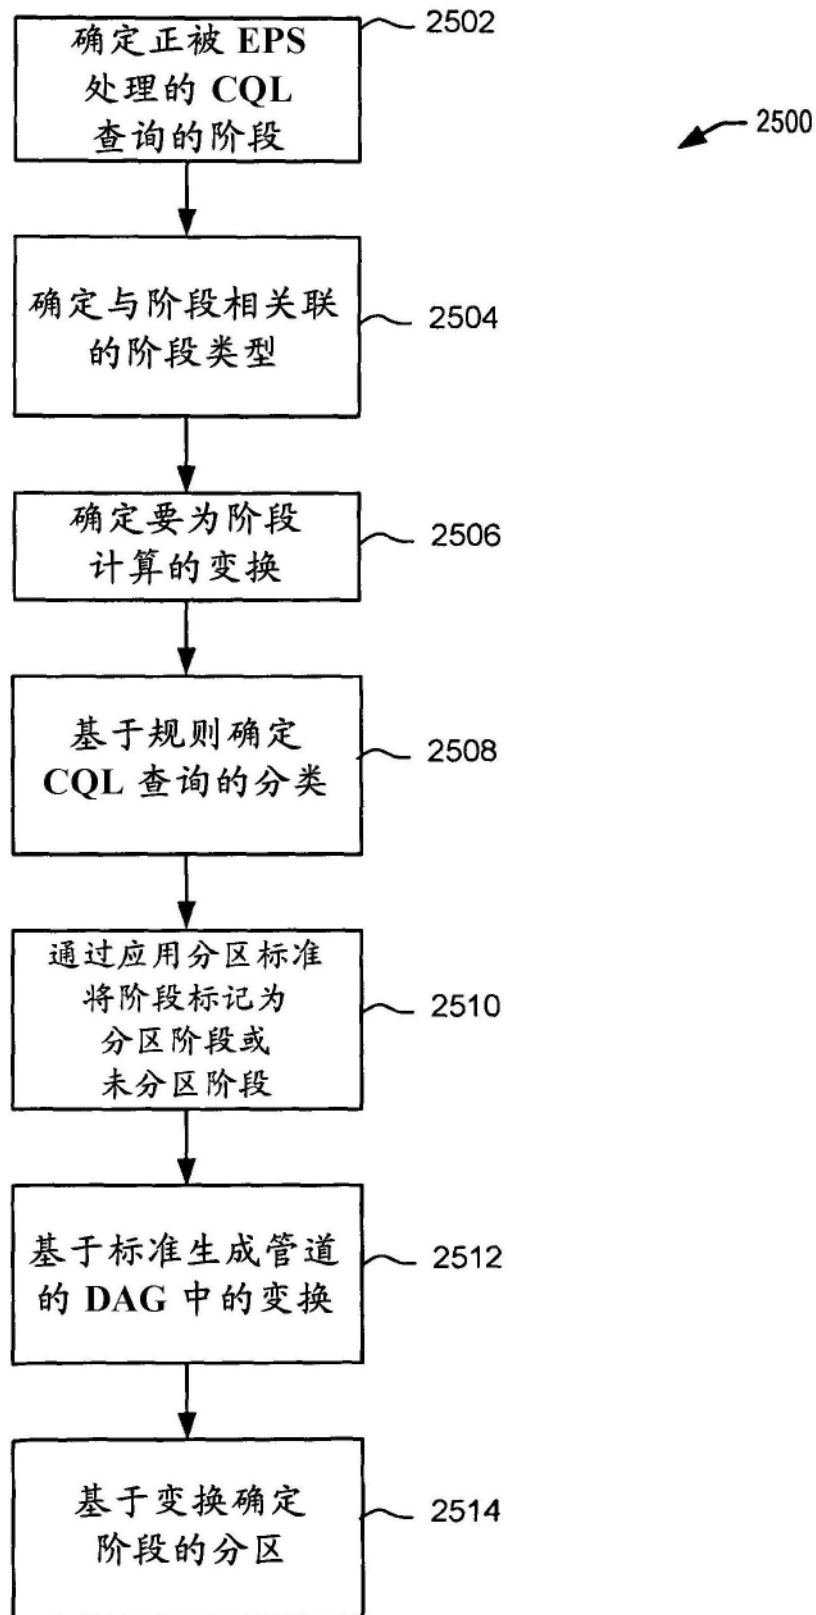 确定正被 EPS
处理的 CQL
查询的阶段
2502
2500
确定与阶段相关联
的阶段类型
2504
确定要为阶段
计算的变换
2506
基于规则确定
CQL 查询的分类
2508
通过应用分区标准
将阶段标记为
分区阶段或
未分区阶段
2510
基于标准生成管道
的 DAG 中的变换
2512
基于变换确定
阶段的分区
2514